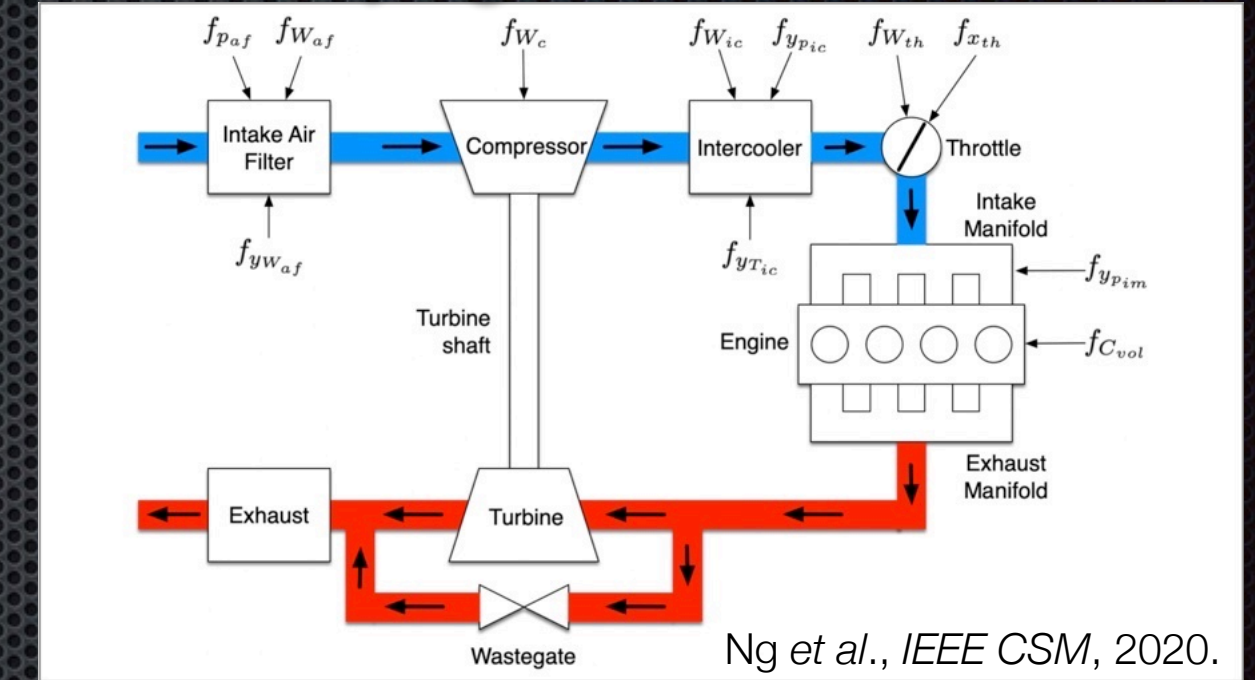 f_{p_{af}} f_{W_{af}} f_{W_c} f_{W_{ic}} f_{y_{p_{ic}}} f_{W_{th}} f_{x_{th}}
Intake Air
Filter
Compressor
Intercooler
Throttle
f_{y_{W_{af}}}
f_{y_{T_{ic}}}
Intake
Manifold
f_{y_{p_{im}}}
Turbine
shaft
Engine
f_{C_{vol}}
Exhaust
Manifold
Exhaust
Turbine
Wastegate
Ng et al., IEEE CSM, 2020.